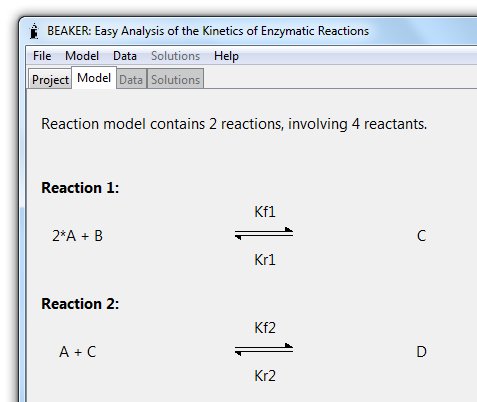 BEAKER: Easy Analysis of the Kinetics of Enzymatic Reactions
File Model Data Solutions Help
Project Model Data Solutions
Reaction model contains 2 reactions, involving 4 reactants.
Reaction 1:
Kf1
2*A + B C
Kr1
Reaction 2:
Kf2
A + C D
Kr2